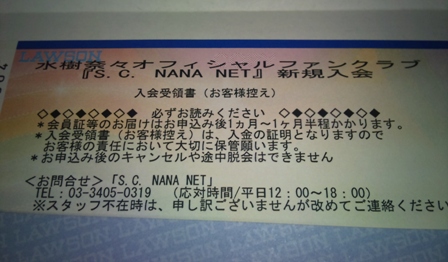 LAWSON
水樹奈々オフィシャルファンクラブ
『S.C. NANA NET』新規入会
入会受領書（お客様控え）
◇◆◇◆◇◆◇ 必ずお読みください ◇◆◇◆◇◆◇
*会員証等のお届けはお申込み後1ヵ月～1ケ月半程かかります。
*入会受領書（お客様控え）は、入会の証明となりますので
お客様の責任において大切に保管願います。
*お申込み後のキャンセルや途中脱会はできません
<お問合せ>「S.C. NANA NET」
TEL:03-3405-0319 （応対時間/平日12:00～18:00）
※スタッフ不在時は、申し訳ございませんが改めてご連絡ください